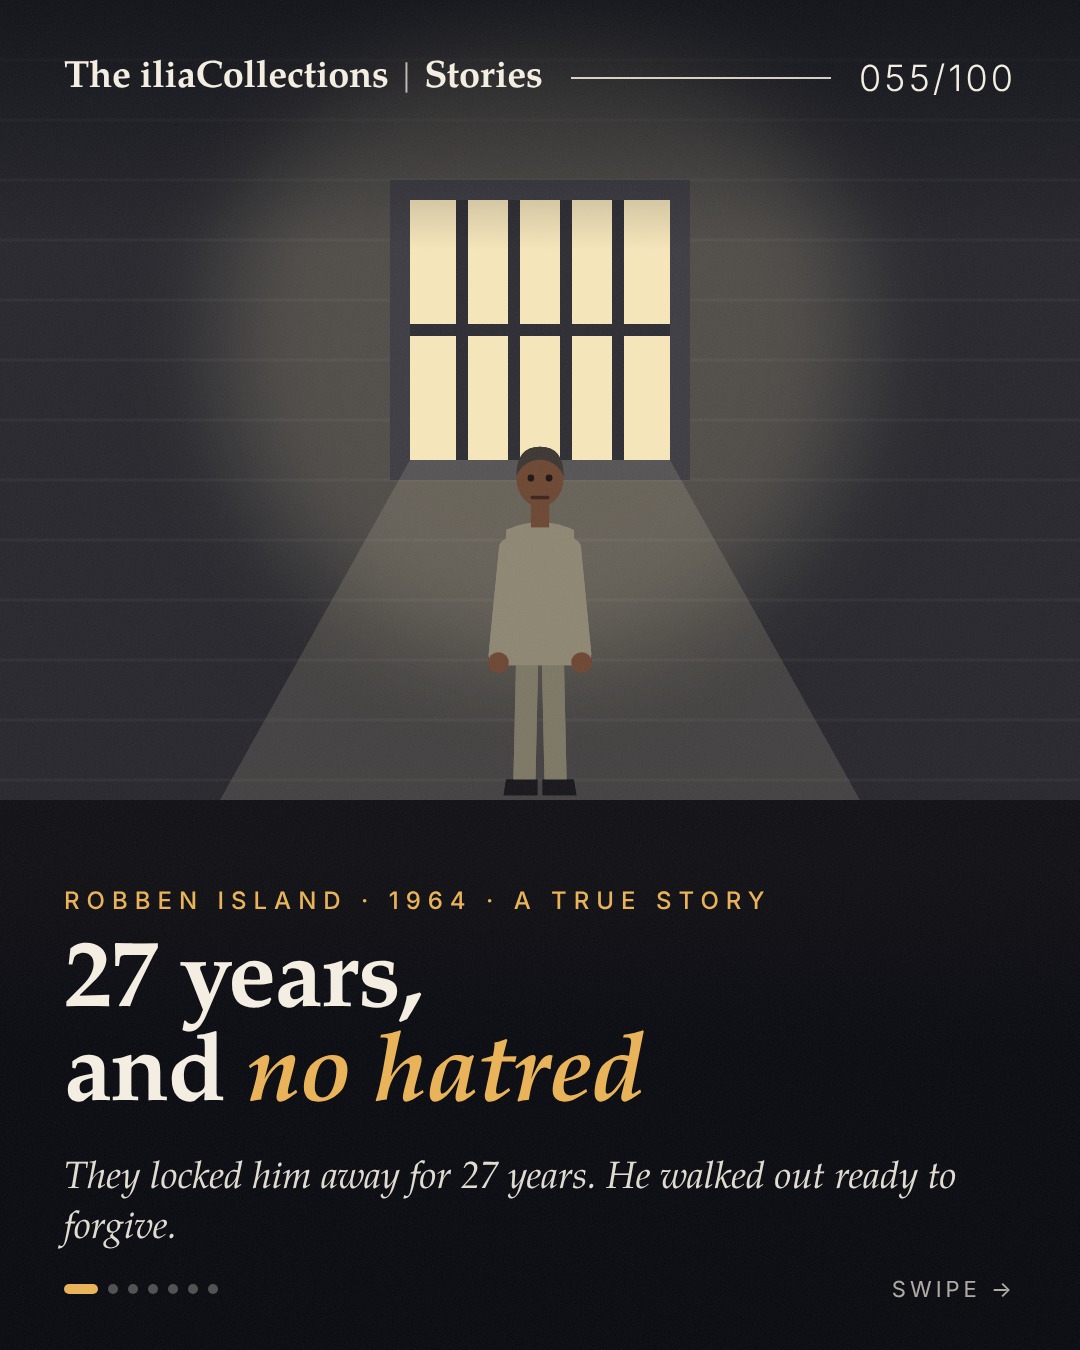 The iliaCollections | Stories 055/100
ROBBEN ISLAND · 1964 · A TRUE STORY
27 years,
and no hatred
They locked him away for 27 years. He walked out ready to
forgive.
SWIPE →